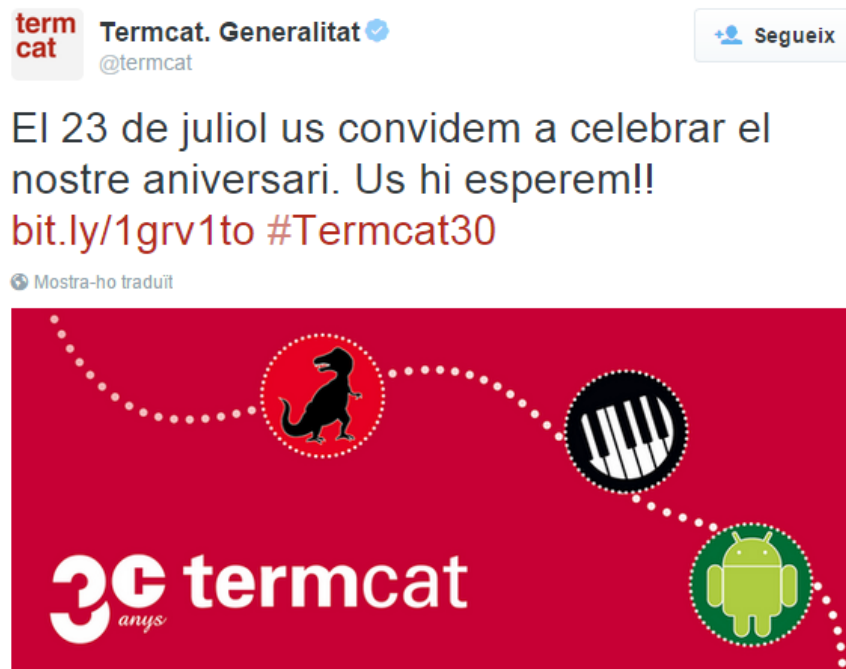 term
cat
Termcat. Generalitat
@termcat
Segueix
El 23 de juliol us convidem a celebrar el
nostre aniversari. Us hi esperem!!
bit.ly/1grv1to #Termcat30
Mostra-ho traduït
30 termcat
anys